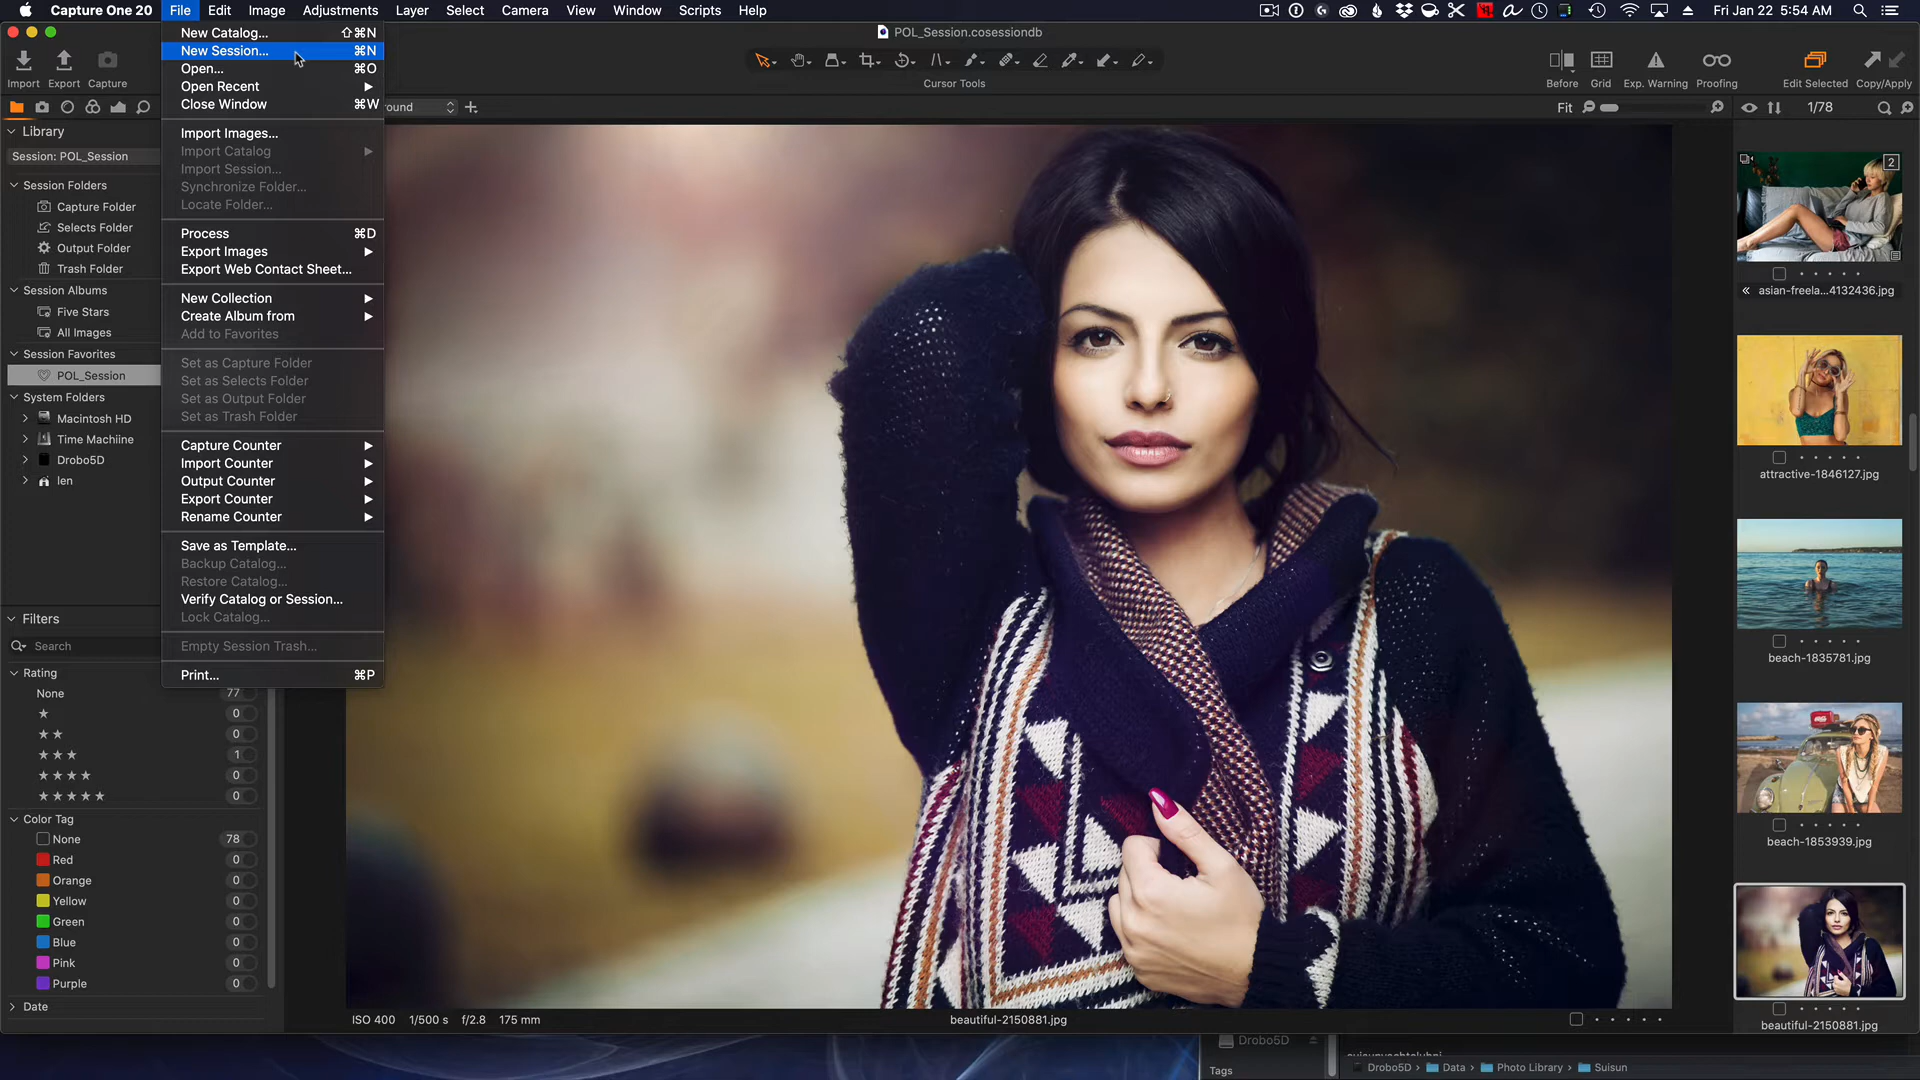 Capture One 20 File Edit Image Adjustments Layer Select Camera View Window Scripts Help Fri Jan 22 5:54 AM
POL_Session.cosessiondb
Import Export Capture
Cursor Tools
Before Grid Exp. Warning Proofing Edit Selected Copy/Apply
New Catalog... ⇧⌘N
New Session... ⌘N
Open... ⌘O
Open Recent
Close Window ⌘W
Import Images...
Import Catalog
Import Session...
Synchronize Folder...
Locate Folder...
Process ⌘D
Export Images
Export Web Contact Sheet...
New Collection
Create Album from
Add to Favorites
Set as Capture Folder
Set as Selects Folder
Set as Output Folder
Set as Trash Folder
Capture Counter
Import Counter
Output Counter
Export Counter
Rename Counter
Save as Template...
Backup Catalog...
Restore Catalog...
Verify Catalog or Session...
Lock Catalog...
Empty Session Trash...
Print... ⌘P
ound
Fit
1/78
Library
Session: POL_Session
Session Folders
Capture Folder
Selects Folder
Output Folder
Trash Folder
Session Albums
Five Stars
All Images
Session Favorites
POL_Session
System Folders
Macintosh HD
Time Machiine
Drobo5D
len
Filters
Search
Rating
None 77
0
0
1
0
0
Color Tag
None 78
Red 0
Orange 0
Yellow 0
Green 0
Blue 0
Pink 0
Purple 0
Date
ISO 400 1/500 s f/2.8 175 mm
beautiful-2150881.jpg
2
asian-freela...4132436.jpg
attractive-1846127.jpg
beach-1835781.jpg
beach-1853939.jpg
beautiful-2150881.jpg
Drobo5D
Tags
Drobo5D › Data › Photo Library › Suisun